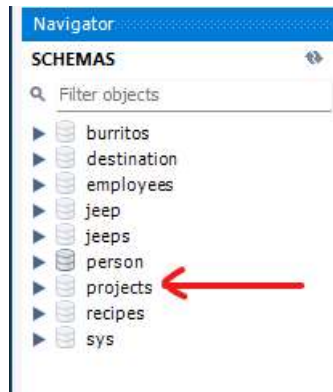 Navigator
SCHEMAS
Filter objects
burritos
destination
employees
jeep
jeeps
person
projects
recipes
sys